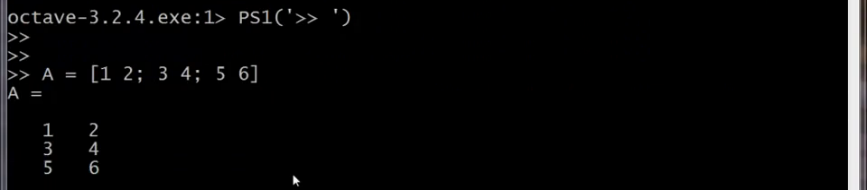 octave-3.2.4.exe:1> PS1('>> ')
>>
>>
>> A = [1 2; 3 4; 5 6]
A =
1 2
3 4
5 6